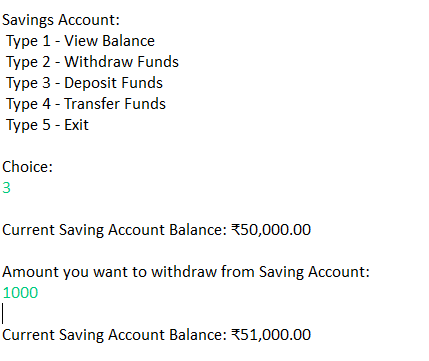 Savings Account:
Type 1 - View Balance
Type 2 - Withdraw Funds
Type 3 - Deposit Funds
Type 4 - Transfer Funds
Type 5 - Exit
Choice:
3
Current Saving Account Balance: ₹50,000.00
Amount you want to withdraw from Saving Account:
1000
Current Saving Account Balance: ₹51,000.00